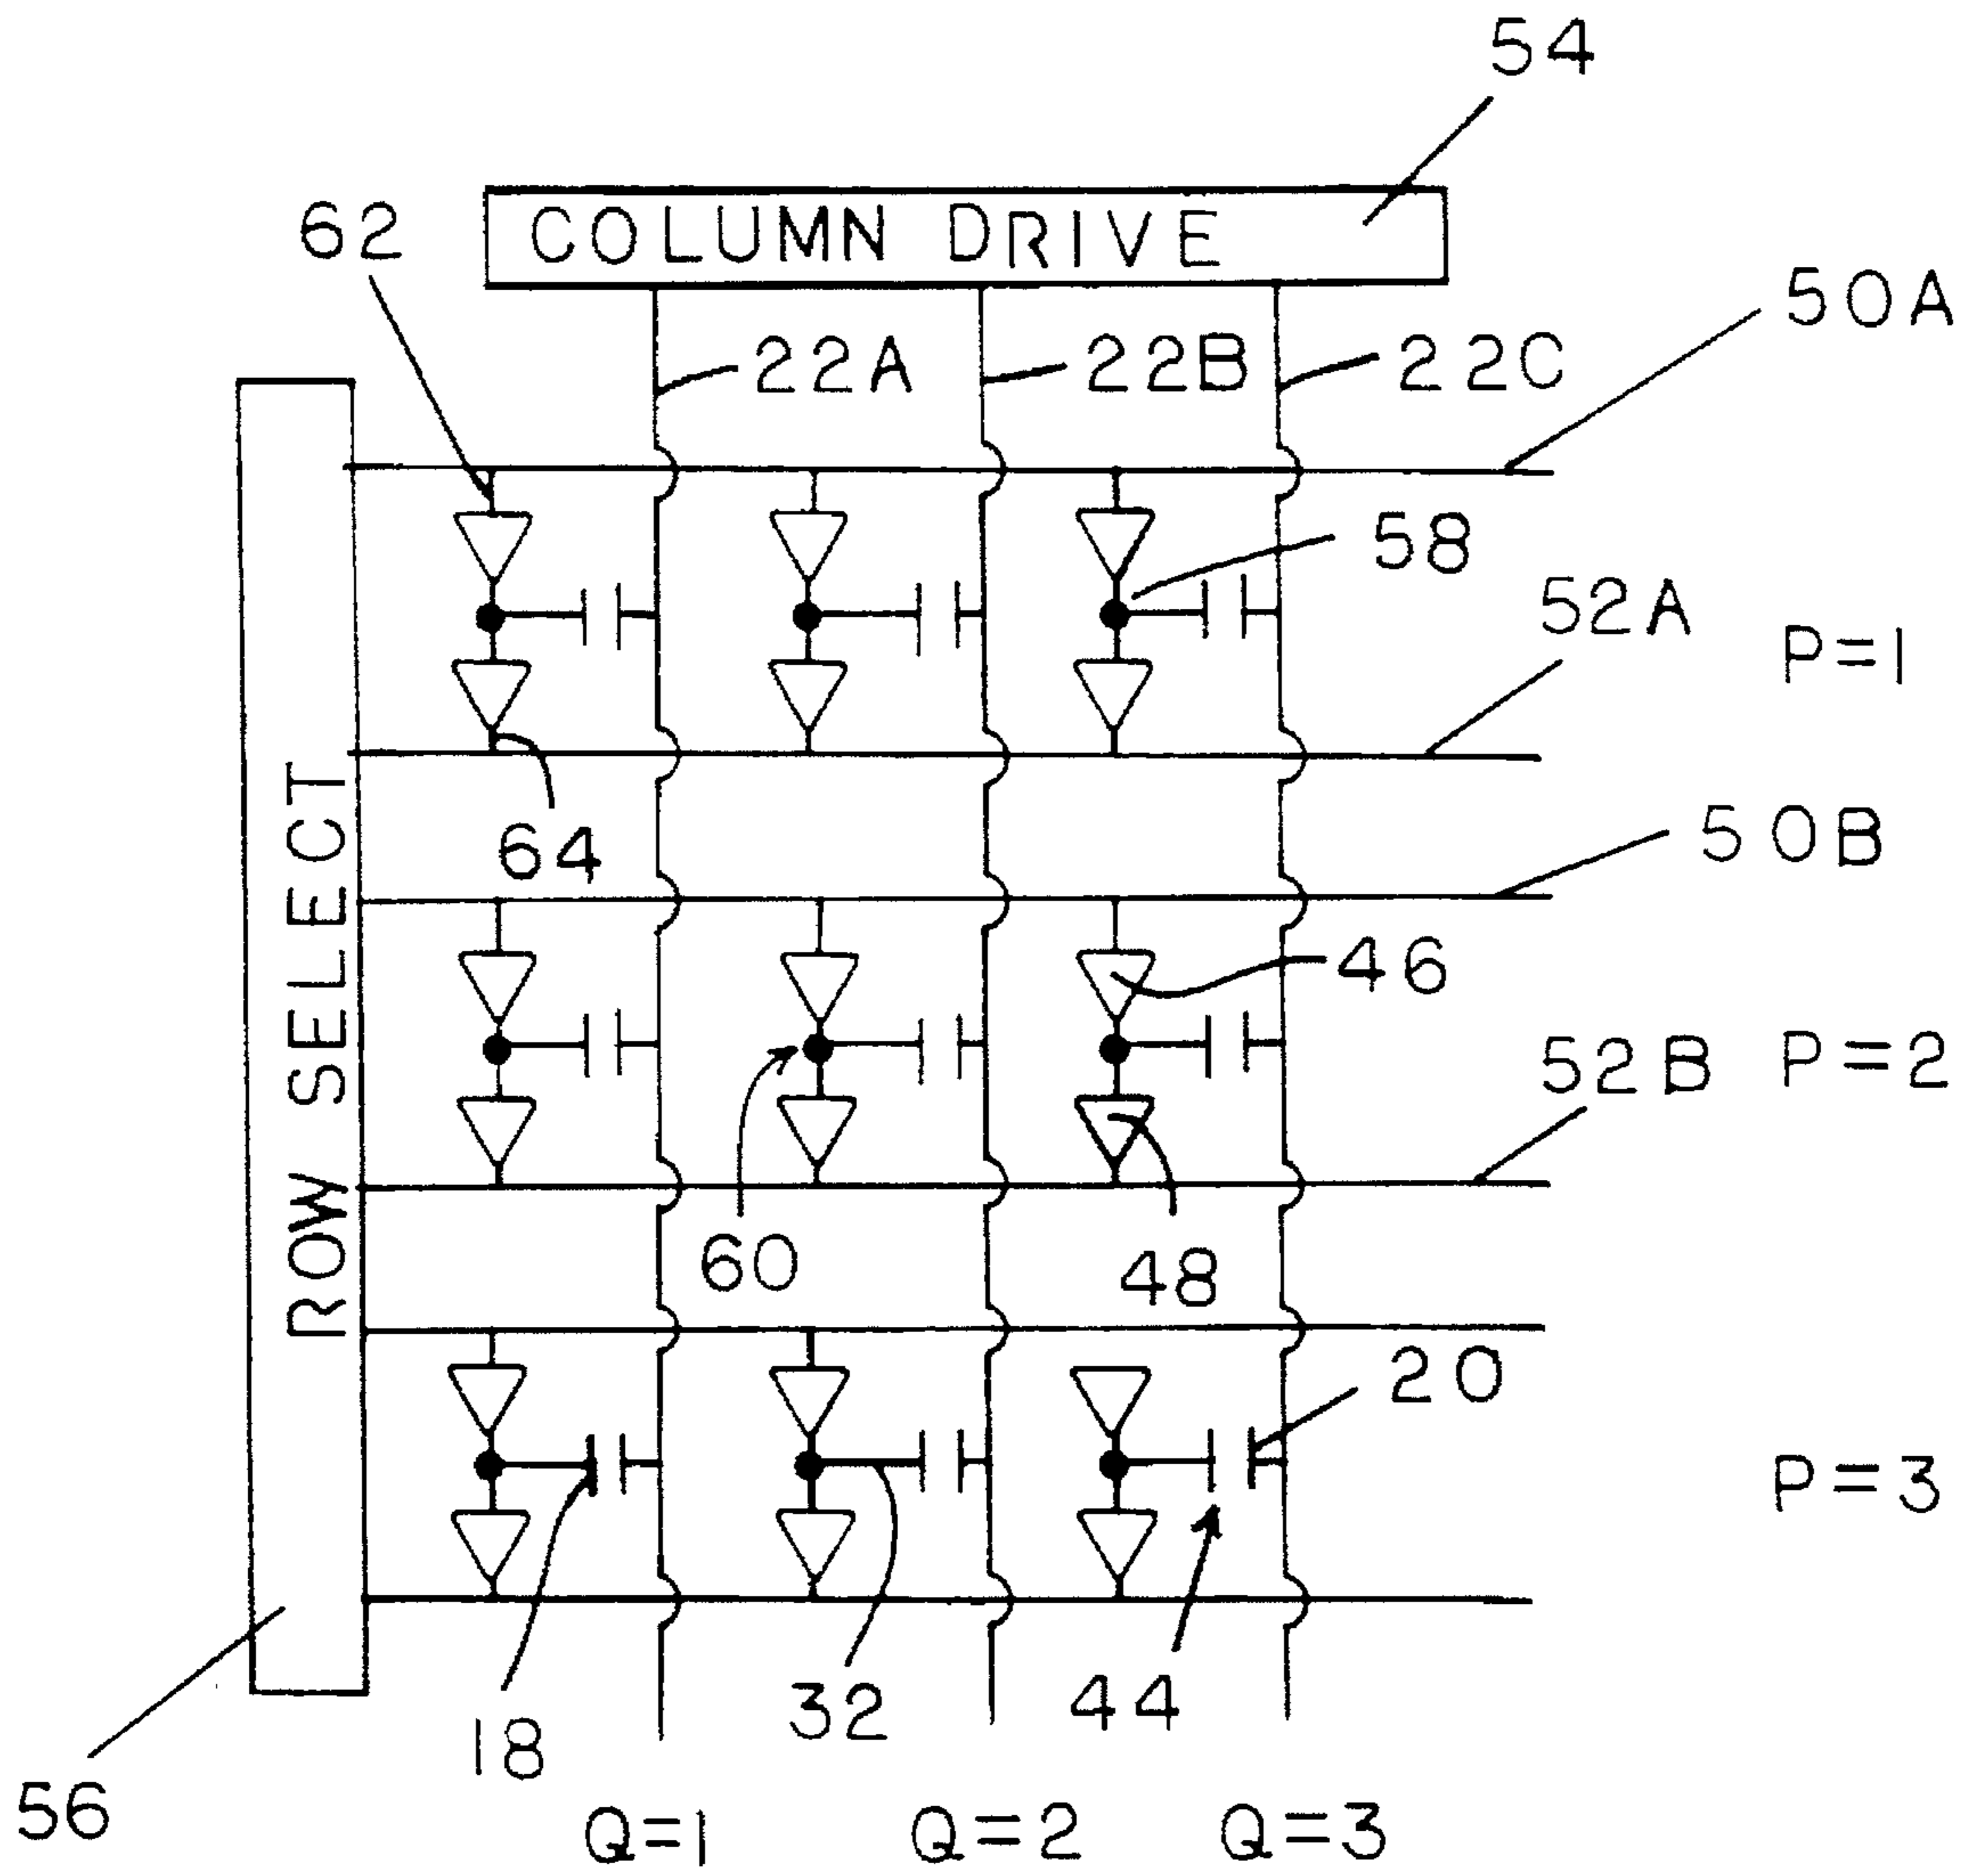 54
COLUMN DRIVE
62
50A
22A
22B
22C
58
52A
P=1
64
50B
46
ROW SELECT
52B
P=2
60
48
20
P=3
18
32
44
56
Q=1
Q=2
Q=3